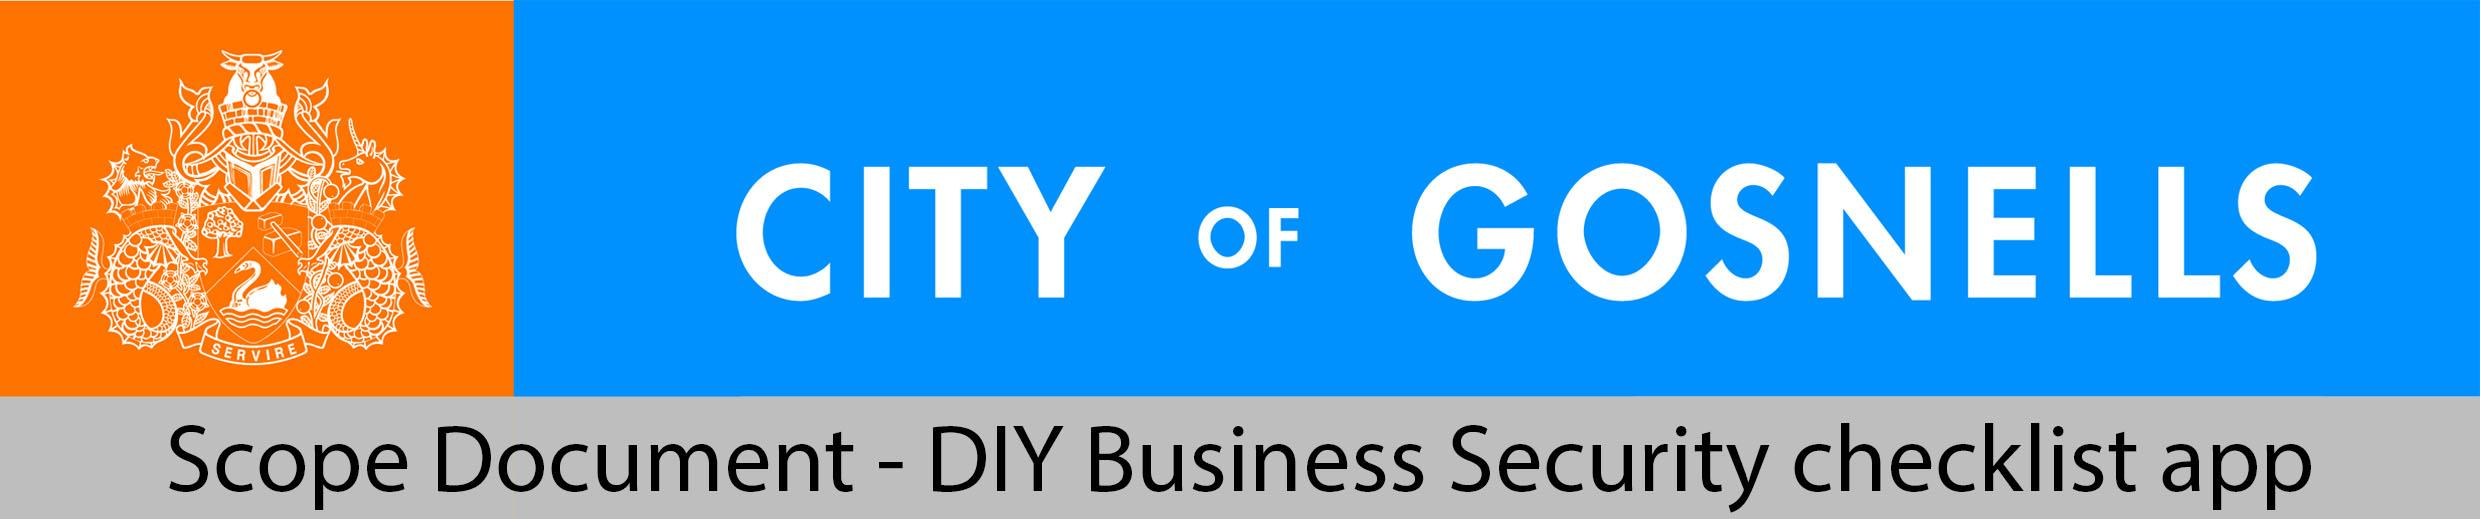 CITY OF GOSNELLS
SERVIRE
Scope Document - DIY Business Security checklist app